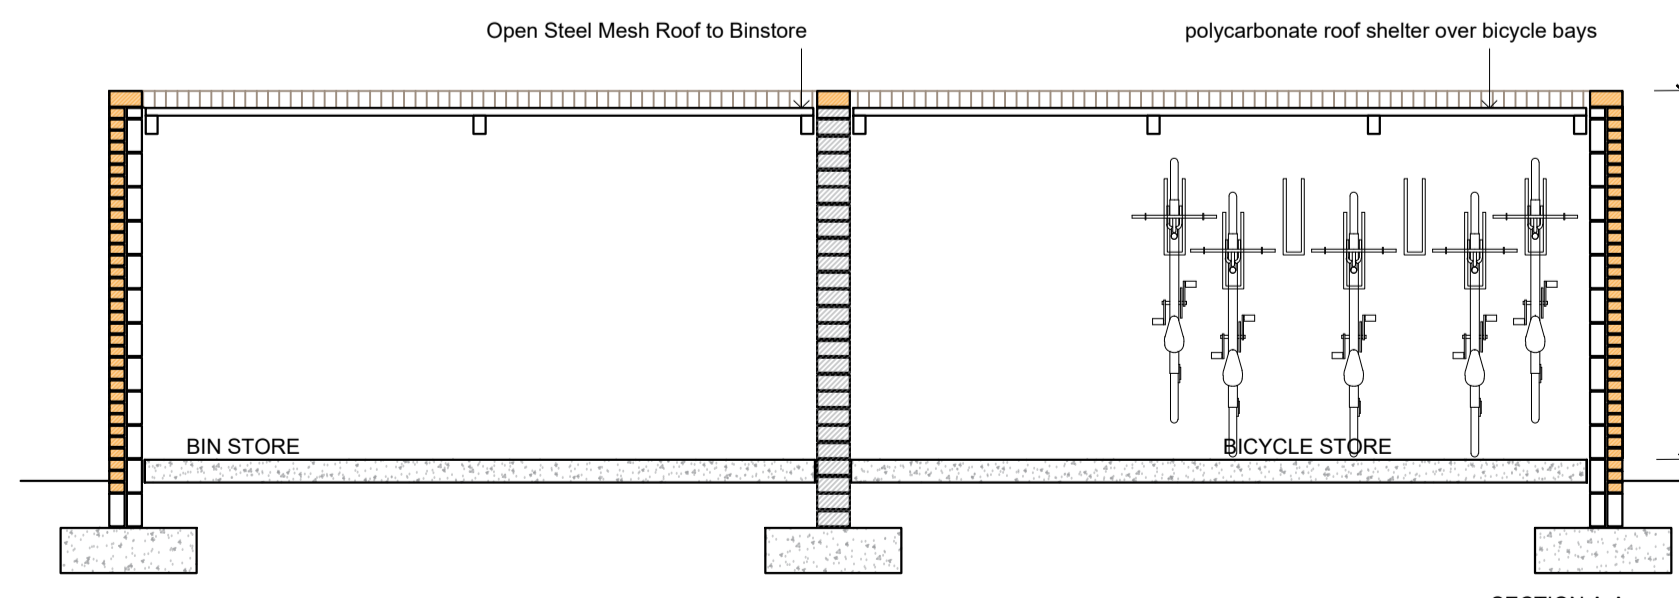 Open Steel Mesh Roof to Binstore
polycarbonate roof shelter over bicycle bays
BIN STORE
BICYCLE STORE